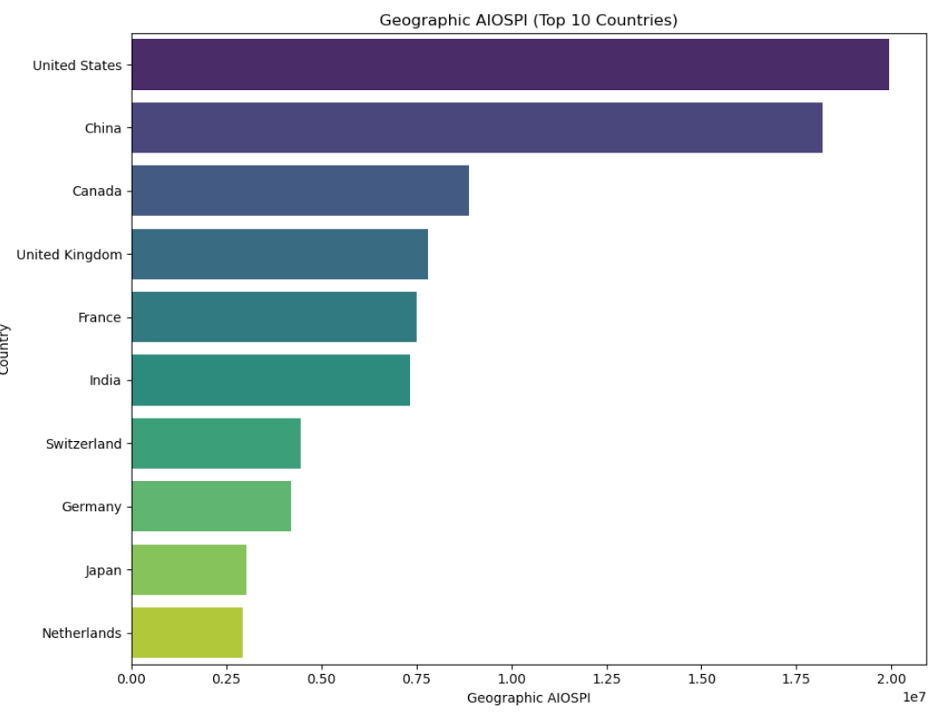 Geographic AIOSPI (Top 10 Countries)
United States
China
Canada
United Kingdom
France
India
Switzerland
Germany
Japan
Netherlands
Country
0.00 0.25 0.50 0.75 1.00 1.25 1.50 1.75 2.00
1e7
Geographic AIOSPI